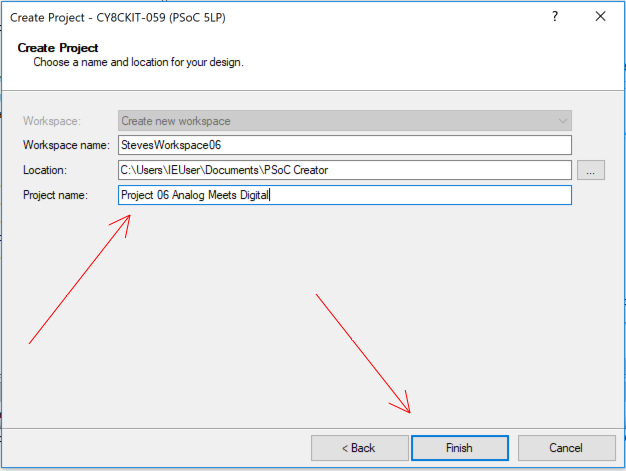 Create Project - CY8CKIT-059 (PSoC 5LP)
?
Create Project
Choose a name and location for your design.
Workspace: Create new workspace
Workspace name: StevesWorkspace06
Location: C:\Users\IEUser\Documents\PSoC Creator ...
Project name: Project 06 Analog Meets Digital
< Back Finish Cancel